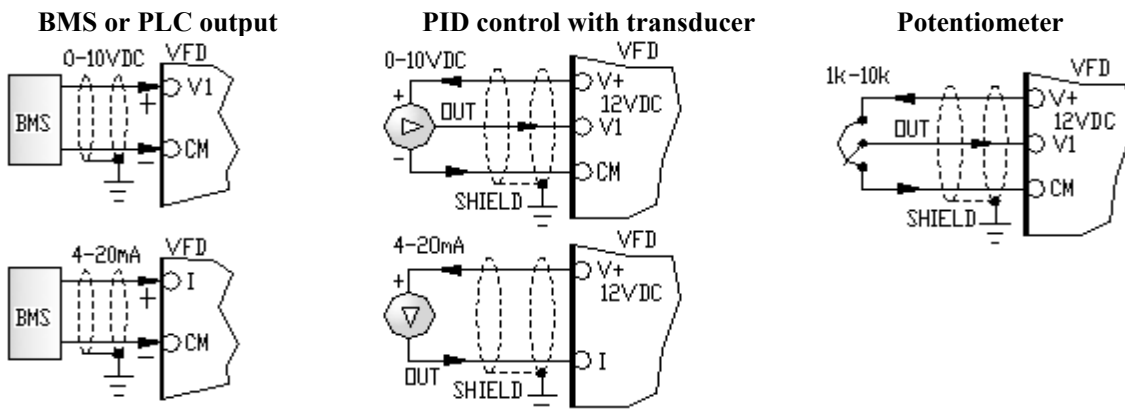 BMS or PLC output
0-10VDC
VFD
V1
+
BMS
CM
-
4-20mA
VFD
I
+
BMS
CM
-
PID control with transducer
0-10VDC
VFD
V+
12VDC
+
OUT
V1
-
CM
SHIELD
4-20mA
VFD
V+
12VDC
+
I
OUT
SHIELD
Potentiometer
1k-10k
VFD
V+
12VDC
OUT
V1
CM
SHIELD